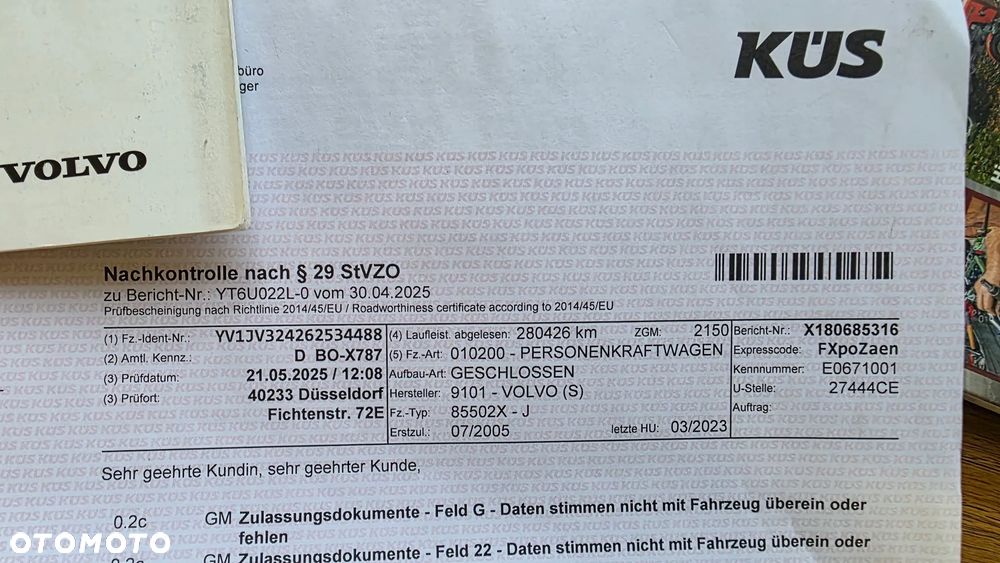 büro
ger
KÜS
VOLVO
Nachkontrolle nach § 29 StVZO
zu Bericht-Nr.: YT6U022L-0 vom 30.04.2025
Prüfbescheinigung nach Richtlinie 2014/45/EU / Roadworthiness certificate according to 2014/45/EU
(1) Fz.-Ident-Nr.: YV1JV324262534488 (4) Laufleist. abgelesen: 280426 km ZGM: 2150 Bericht-Nr.: X180685316
(2) Amtl. Kennz.: D BO-X787 (5) Fz.-Art: 010200 - PERSONENKRAFTWAGEN Expresscode: FXpoZaen
(3) Prüfdatum: 21.05.2025 / 12:08 Aufbau-Art: GESCHLOSSEN Kennnummer: E0671001
(3) Prüfort: 40233 Düsseldorf Hersteller: 9101 - VOLVO (S) U-Stelle: 27444CE
Fichtenstr. 72E Fz.-Typ: 85502X - J Auftrag:
Erstzul.: 07/2005 letzte HU: 03/2023
Sehr geehrte Kundin, sehr geehrter Kunde,
0.2c GM Zulassungsdokumente - Feld G - Daten stimmen nicht mit Fahrzeug überein oder
fehlen
0.2c GM Zulassungsdokumente - Feld 22 - Daten stimmen nicht mit Fahrzeug überein oder
OTOMOTO